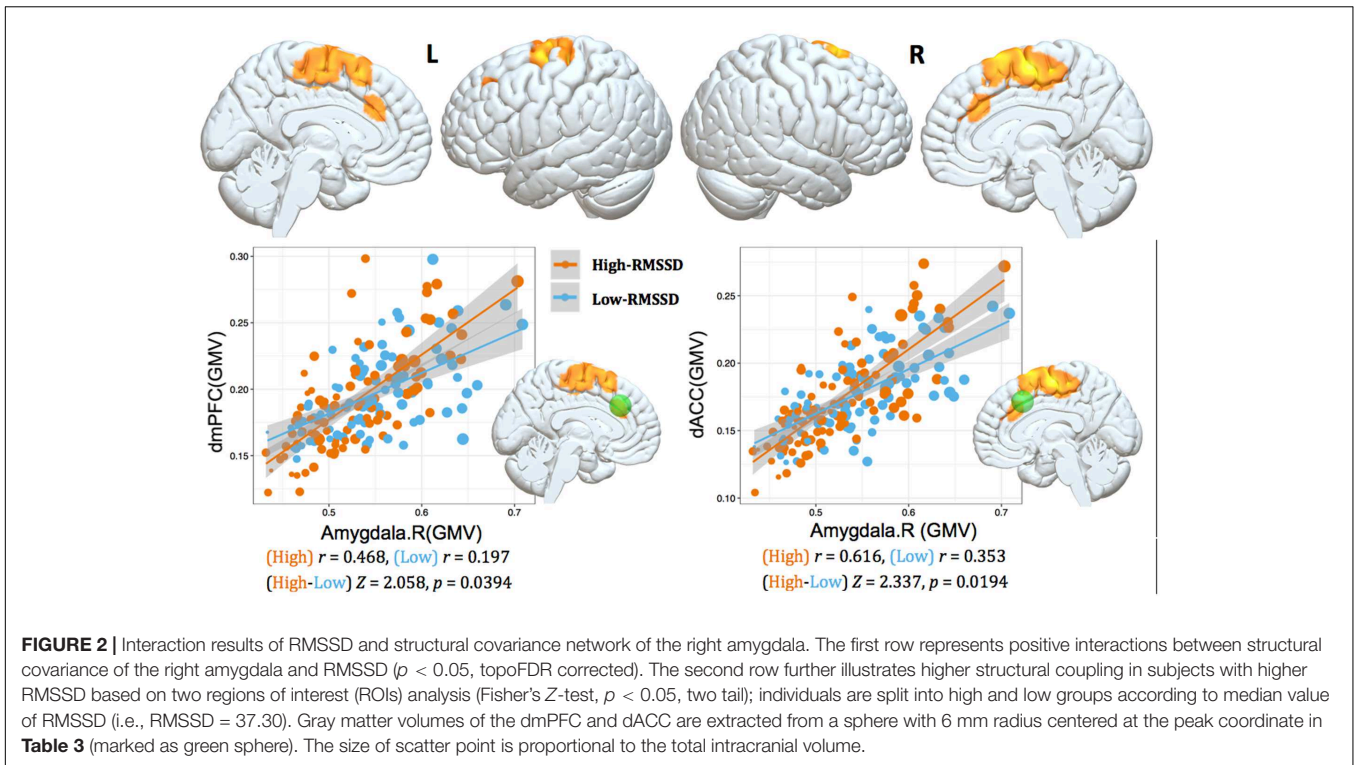 L
R
0.30
0.25
0.20
0.15
dmPFC(GMV)
0.5
0.6
0.7
Amygdala.R(GMV)
(High) r = 0.468, (Low) r = 0.197
(High-Low) Z = 2.058, p = 0.0394
High-RMSSD
Low-RMSSD
0.25
0.20
0.15
0.10
dACC(GMV)
0.5
0.6
0.7
Amygdala.R (GMV)
(High) r = 0.616, (Low) r = 0.353
(High-Low) Z = 2.337, p = 0.0194
FIGURE 2 | Interaction results of RMSSD and structural covariance network of the right amygdala. The first row represents positive interactions between structural
covariance of the right amygdala and RMSSD (p < 0.05, topoFDR corrected). The second row further illustrates higher structural coupling in subjects with higher
RMSSD based on two regions of interest (ROIs) analysis (Fisher's Z-test, p < 0.05, two tail); individuals are split into high and low groups according to median value
of RMSSD (i.e., RMSSD = 37.30). Gray matter volumes of the dmPFC and dACC are extracted from a sphere with 6 mm radius centered at the peak coordinate in
Table 3 (marked as green sphere). The size of scatter point is proportional to the total intracranial volume.